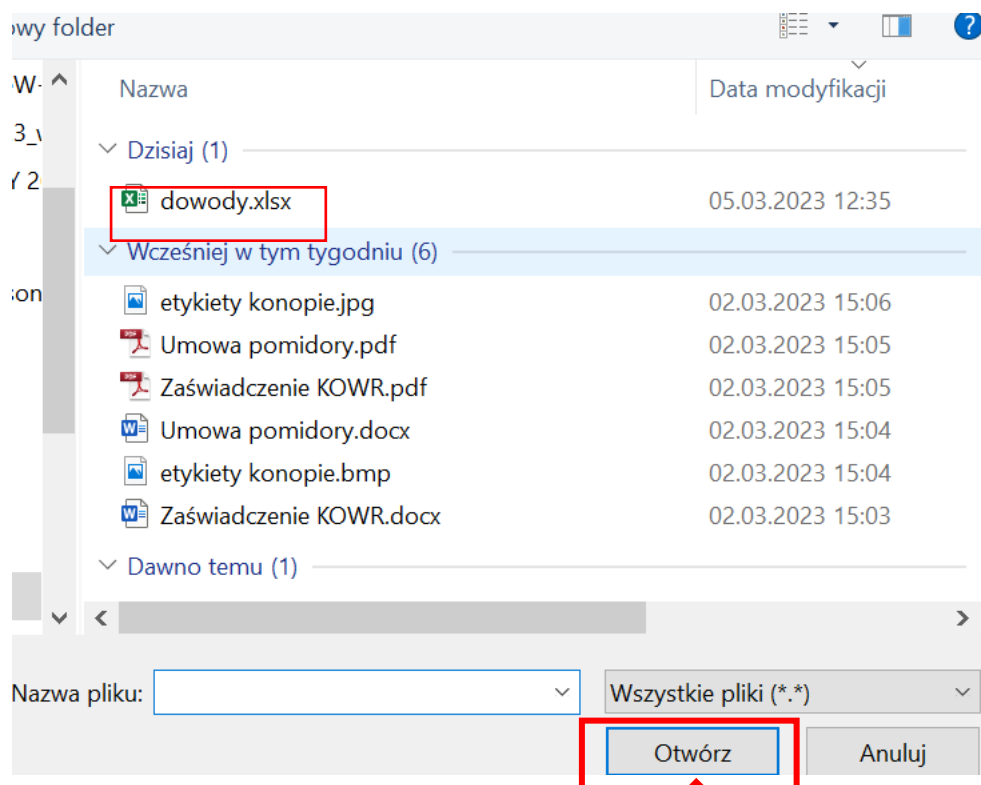 owy folder
?
W-
3_
Y 2
son
Nazwa Data modyfikacji
Dzisiaj (1)
dowody.xlsx 05.03.2023 12:35
Wcześniej w tym tygodniu (6)
etykiety konopie.jpg 02.03.2023 15:06
Umowa pomidory.pdf 02.03.2023 15:05
Zaświadczenie KOWR.pdf 02.03.2023 15:05
Umowa pomidory.docx 02.03.2023 15:04
etykiety konopie.bmp 02.03.2023 15:04
Zaświadczenie KOWR.docx 02.03.2023 15:03
Dawno temu (1)
Nazwa pliku: Wszystkie pliki (*.*)
Otwórz Anuluj